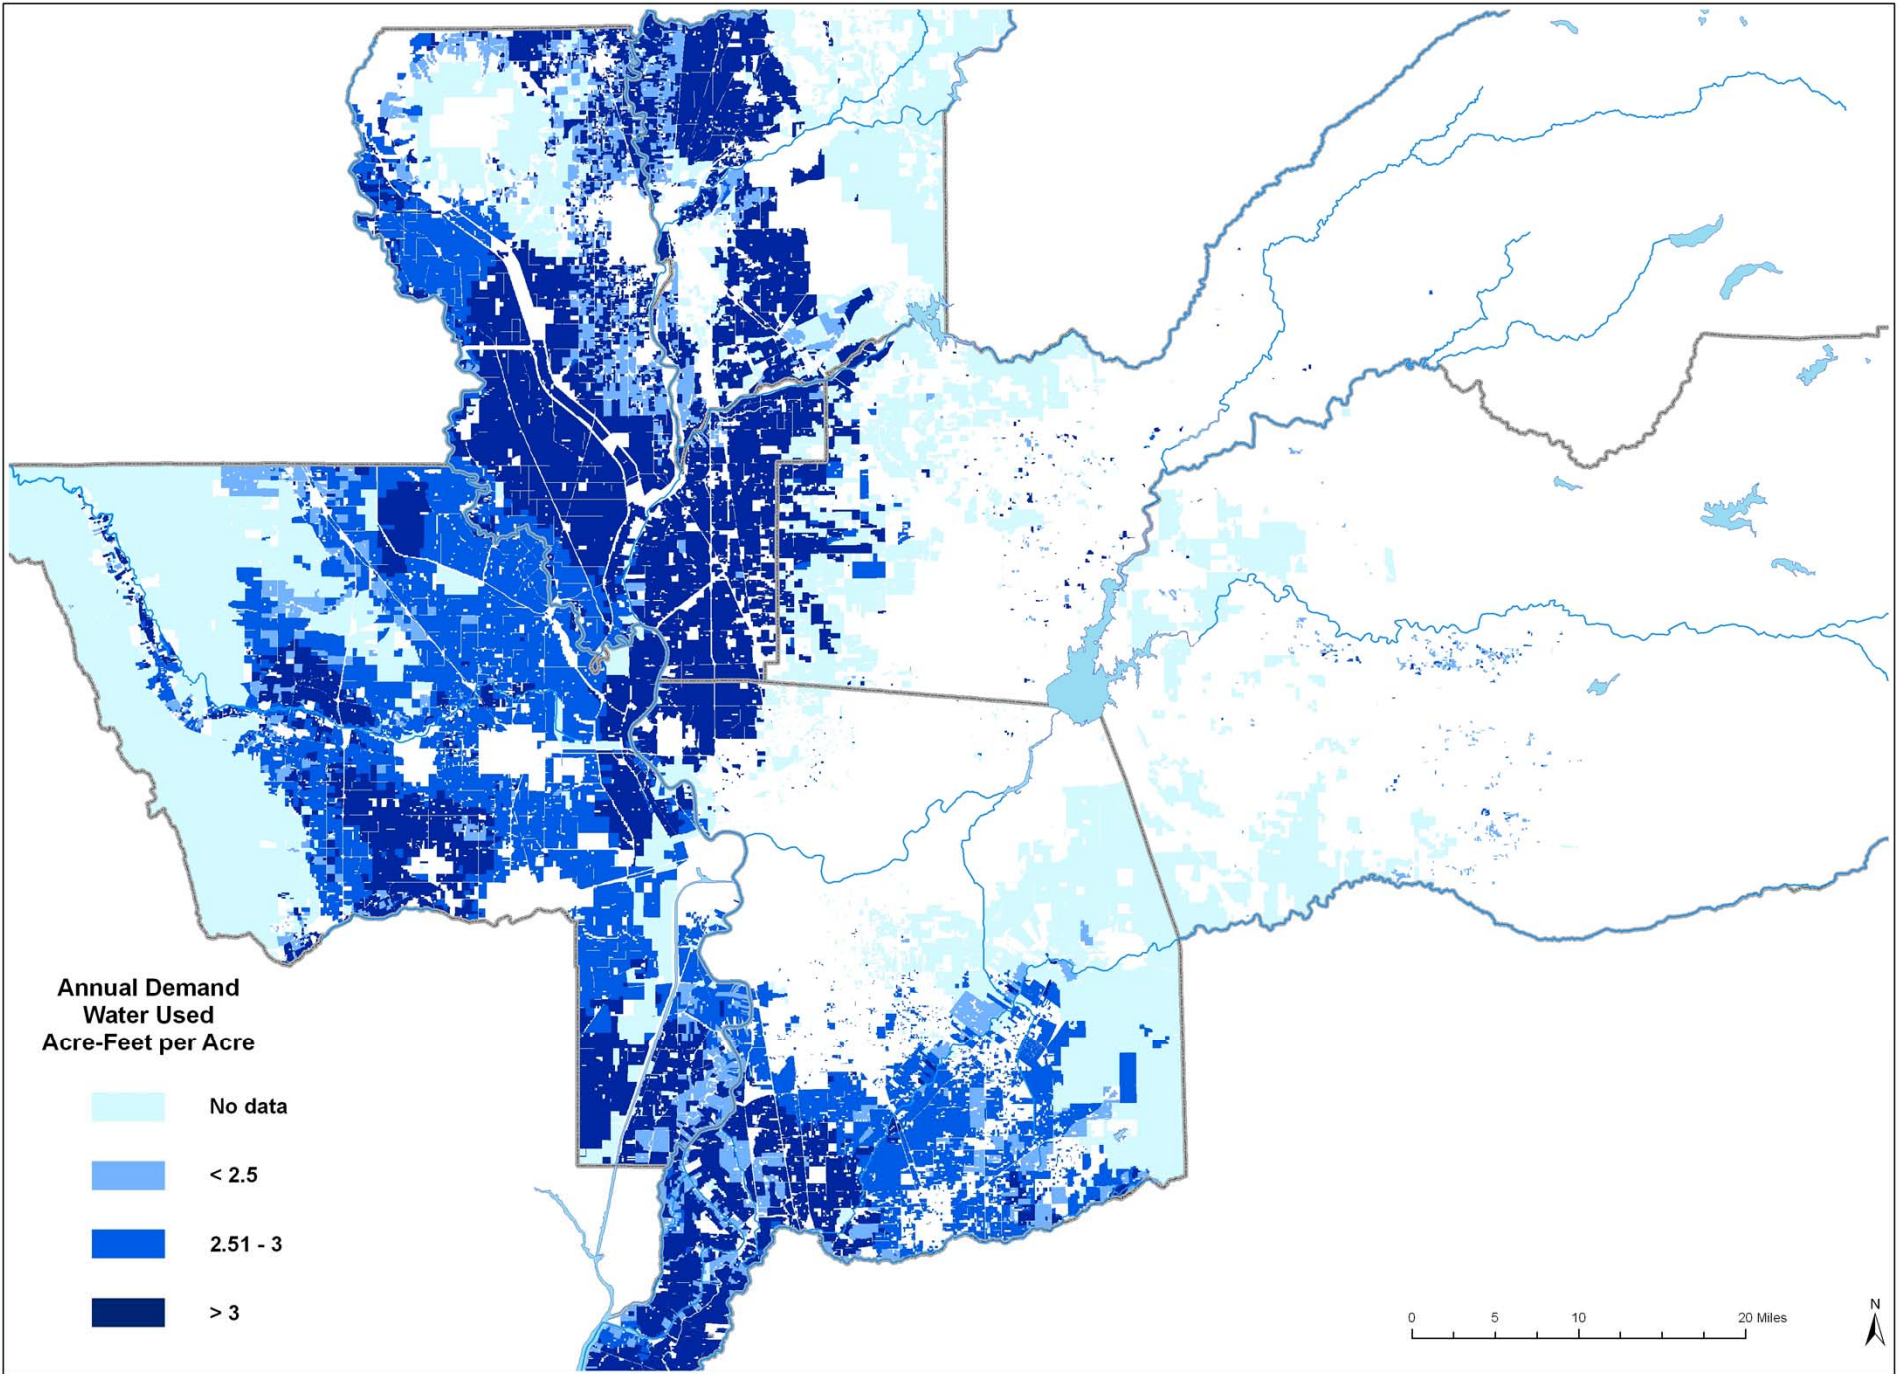 Annual Demand
Water Used
Acre-Feet per Acre
No data
< 2.5
2.51 - 3
> 3
0 5 10 20 Miles
N